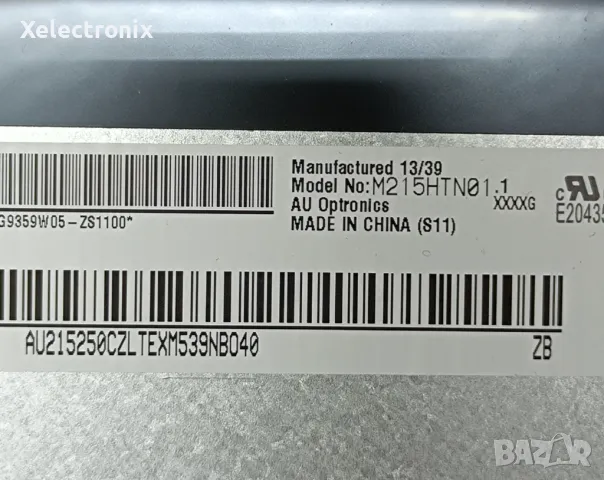 Xelectronix
Manufactured 13/39
Model No:M215HTN01.1
XXXXG
AU Optronics
MADE IN CHINA (S11)
G9359W05-ZS1100*
cRU
E20435
AU215250CZLTEXM539NB040
ZB
BAZAR